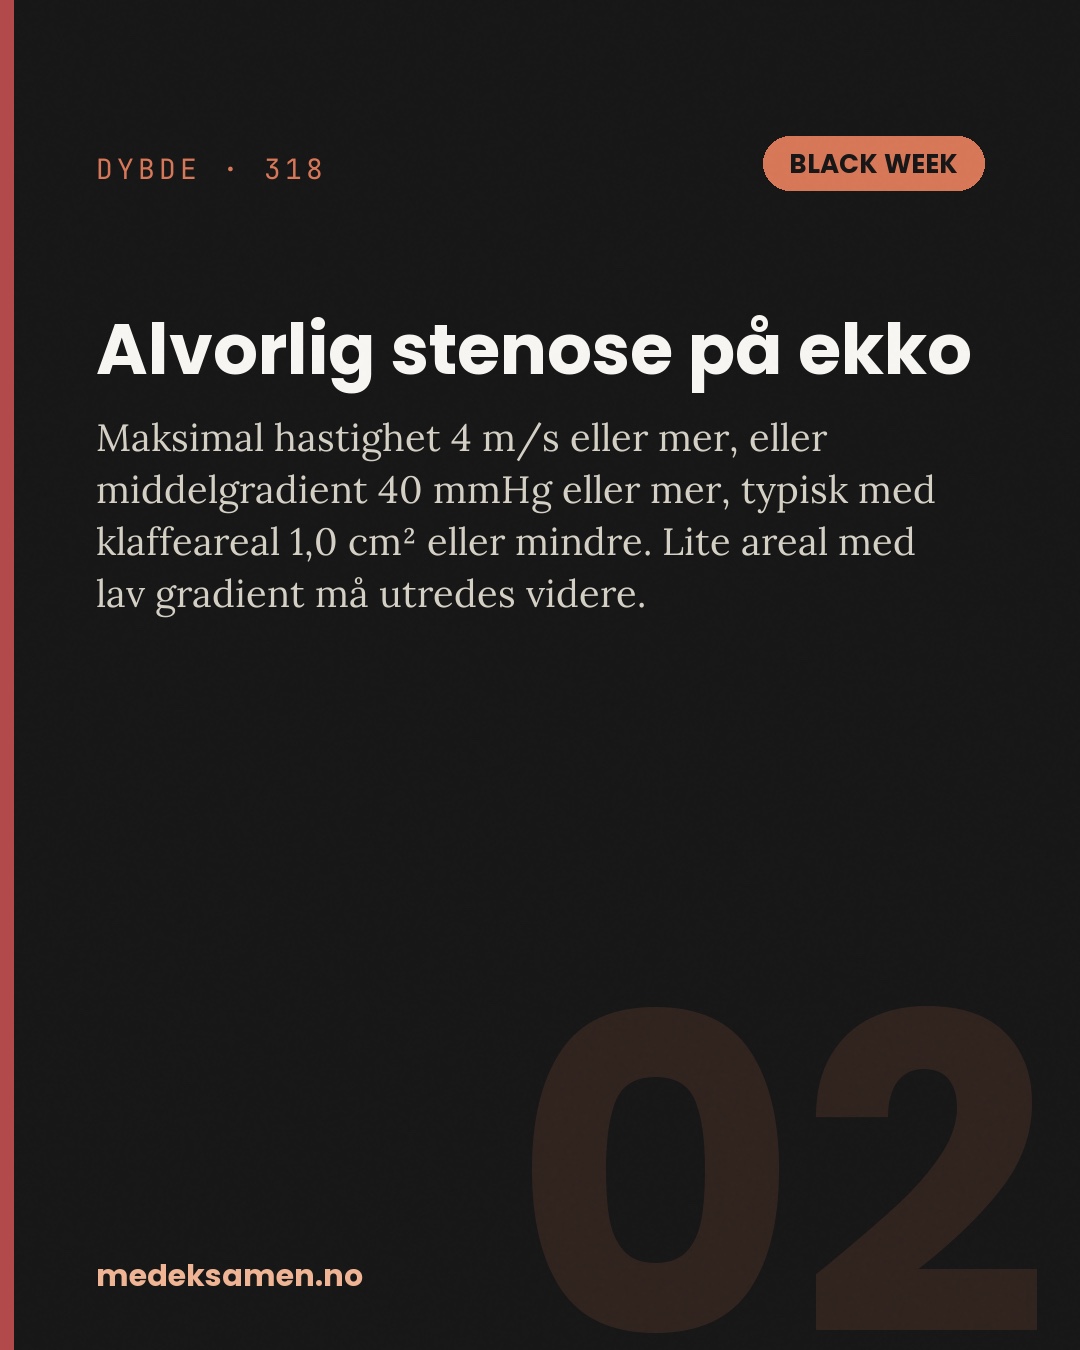 DYBDE · 318
BLACK WEEK
Alvorlig stenose på ekko
Maksimal hastighet 4 m/s eller mer, eller
middelgradient 40 mmHg eller mer, typisk med
klaffeareal 1,0 cm² eller mindre. Lite areal med
lav gradient må utredes videre.
02
medeksamen.no